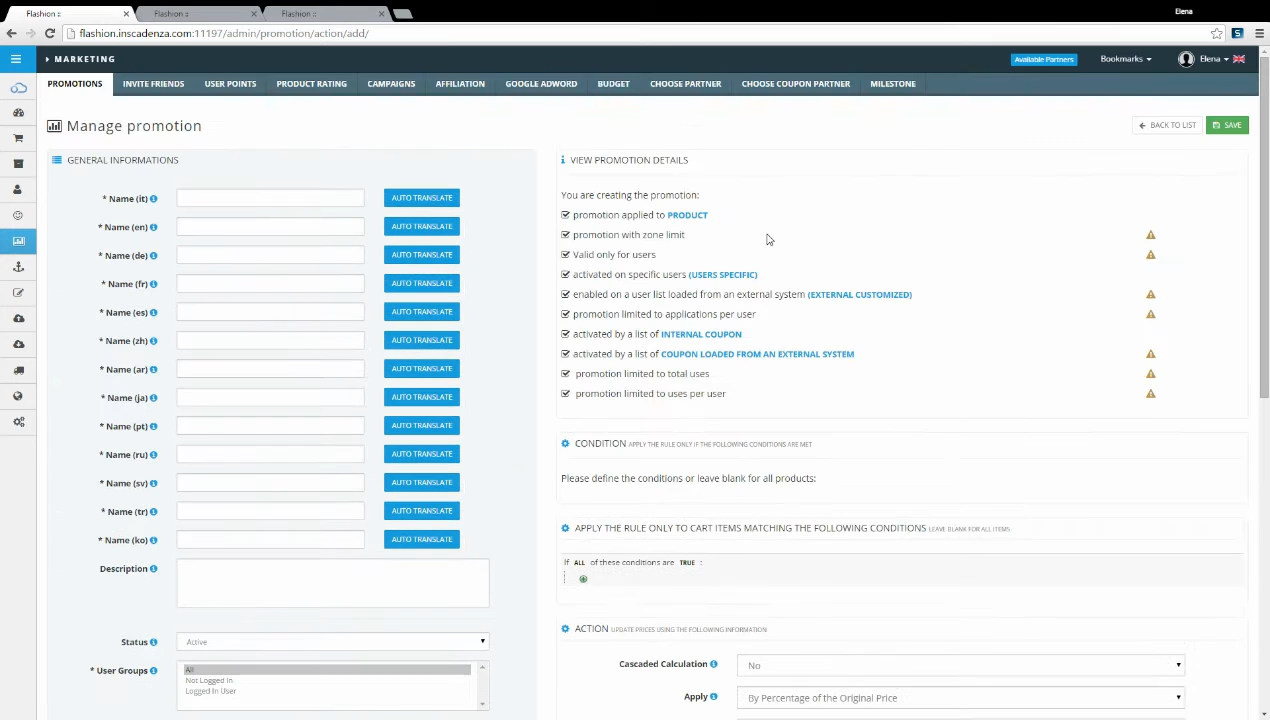 Flashion ::
Flashion ::
Flashion ::
Elena
flashion.inscadenza.com:11197/admin/promotion/action/add/
MARKETING
Available Partners
Bookmarks
Elena
PROMOTIONS INVITE FRIENDS USER POINTS PRODUCT RATING CAMPAIGNS AFFILIATION GOOGLE ADWORD BUDGET CHOOSE PARTNER CHOOSE COUPON PARTNER MILESTONE
Manage promotion
BACK TO LIST
SAVE
GENERAL INFORMATIONS
* Name (it) AUTO TRANSLATE
* Name (en) AUTO TRANSLATE
* Name (de) AUTO TRANSLATE
* Name (fr) AUTO TRANSLATE
* Name (es) AUTO TRANSLATE
* Name (zh) AUTO TRANSLATE
* Name (ar) AUTO TRANSLATE
* Name (ja) AUTO TRANSLATE
* Name (pt) AUTO TRANSLATE
* Name (ru) AUTO TRANSLATE
* Name (sv) AUTO TRANSLATE
* Name (tr) AUTO TRANSLATE
* Name (ko) AUTO TRANSLATE
Description
Status Active
* User Groups All
Not Logged In
Logged In User
VIEW PROMOTION DETAILS
You are creating the promotion:
promotion applied to PRODUCT
promotion with zone limit
Valid only for users
activated on specific users (USERS SPECIFIC)
enabled on a user list loaded from an external system (EXTERNAL CUSTOMIZED)
promotion limited to applications per user
activated by a list of INTERNAL COUPON
activated by a list of COUPON LOADED FROM AN EXTERNAL SYSTEM
promotion limited to total uses
promotion limited to uses per user
CONDITION APPLY THE RULE ONLY IF THE FOLLOWING CONDITIONS ARE MET
Please define the conditions or leave blank for all products:
APPLY THE RULE ONLY TO CART ITEMS MATCHING THE FOLLOWING CONDITIONS LEAVE BLANK FOR ALL ITEMS
If ALL of these conditions are TRUE :
ACTION UPDATE PRICES USING THE FOLLOWING INFORMATION
Cascaded Calculation No
Apply By Percentage of the Original Price